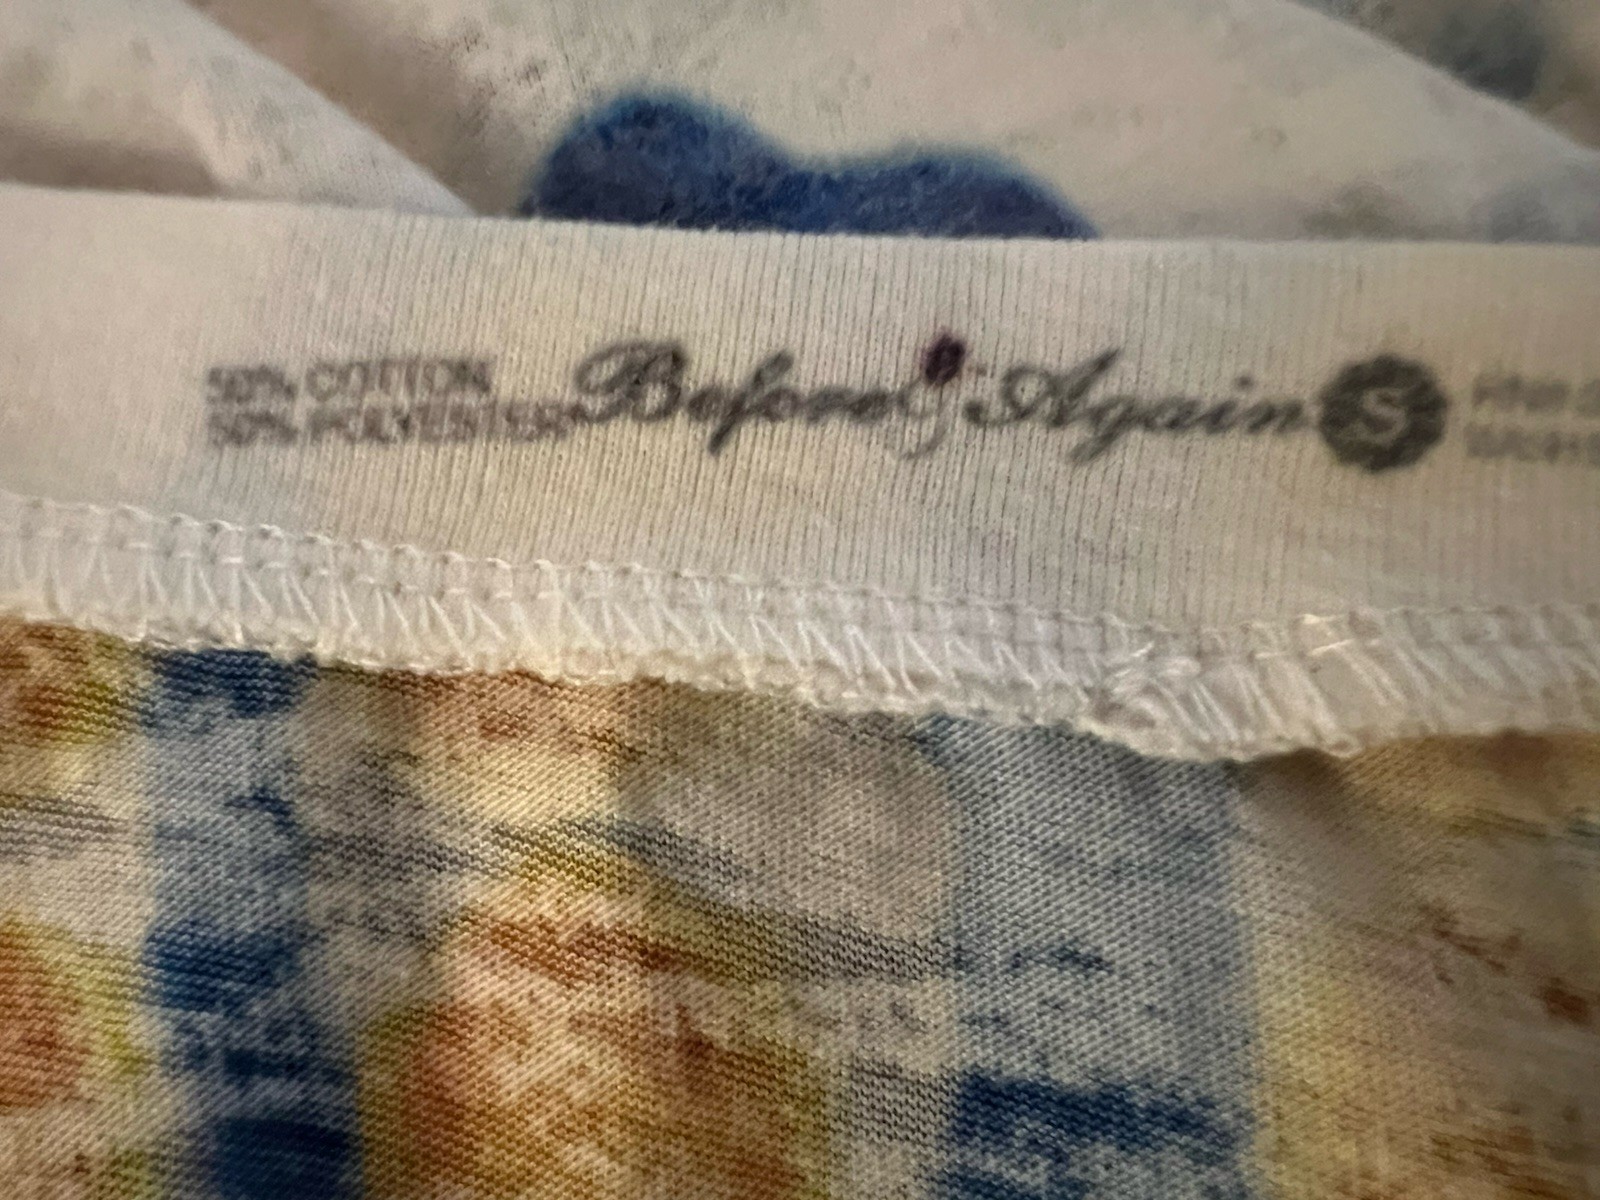 50% COTTON
50% POLYESTER
Before & Again
S